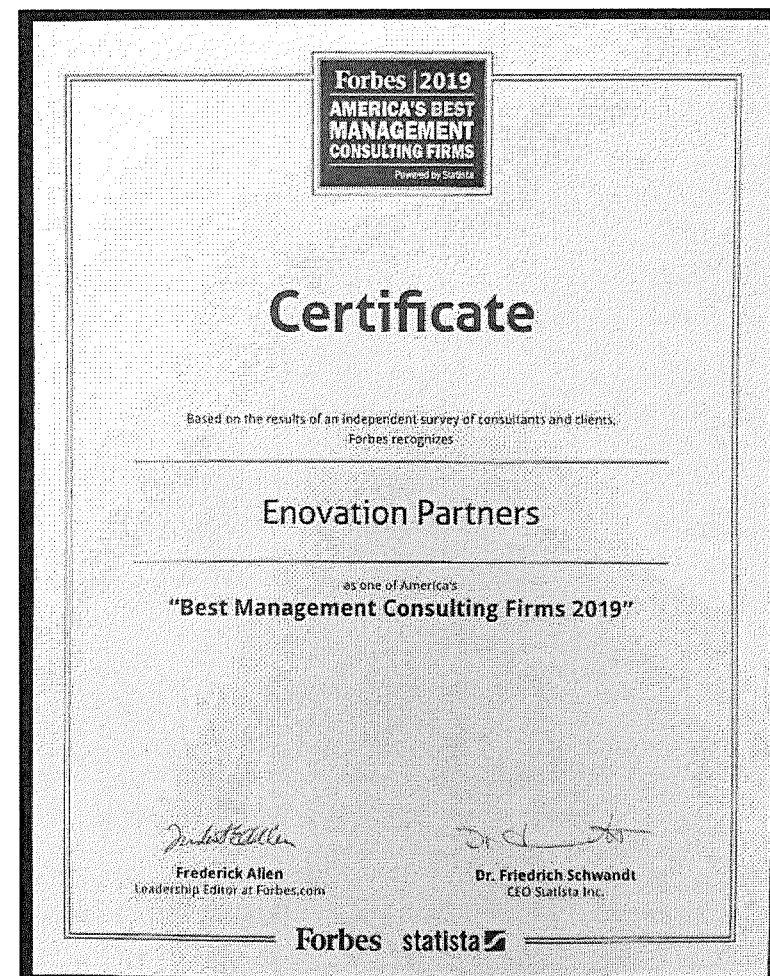 Forbes | 2019
AMERICA'S BEST
MANAGEMENT
CONSULTING FIRMS
Powered by Statista
Certificate
Based on the results of an independent survey of consultants and clients,
Forbes recognizes
Enovation Partners
as one of America's
"Best Management Consulting Firms 2019"
Frederick Allen
Leadership Editor at Forbes.com
Dr. Friedrich Schwandt
CEO Statista Inc.
Forbes statista